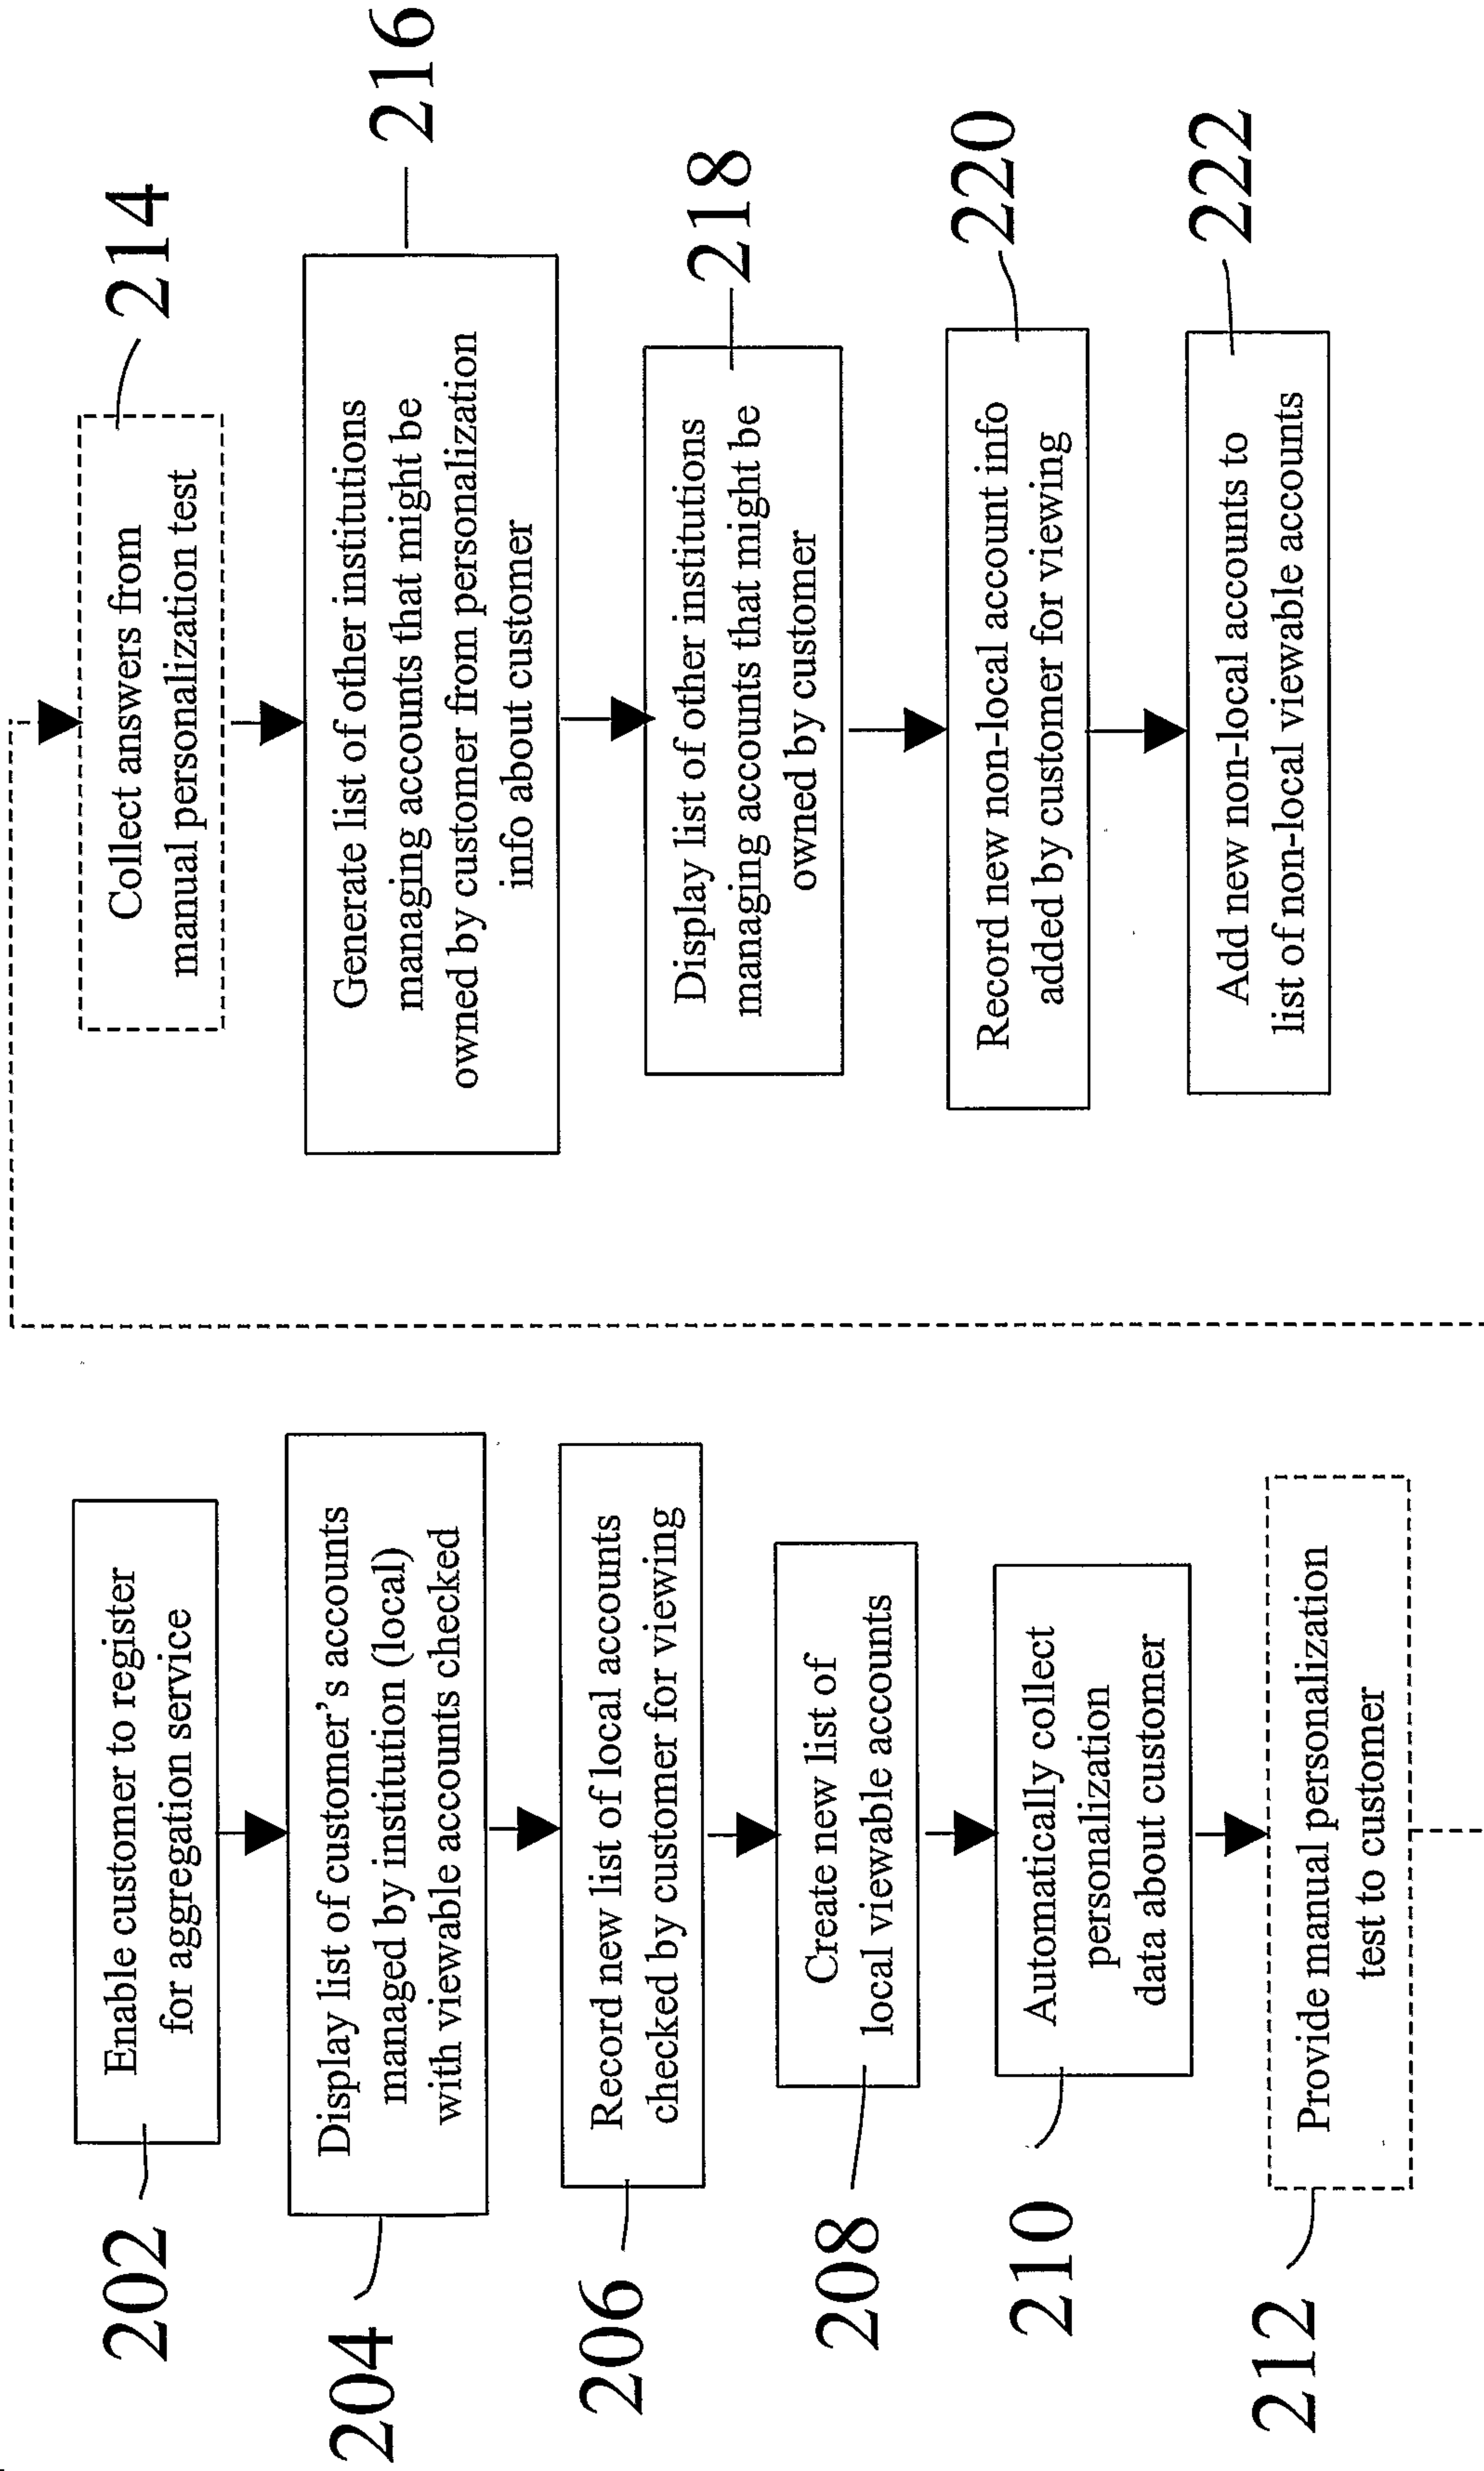 202
Enable customer to register
for aggregation service
204
Display list of customer's accounts
managed by institution (local)
with viewable accounts checked
206
Record new list of local accounts
checked by customer for viewing
208
Create new list of
local viewable accounts
210
Automatically collect
personalization
data about customer
212
Provide manual personalization
test to customer
214
Collect answers from
manual personalization test
216
Generate list of other institutions
managing accounts that might be
owned by customer from personalization
info about customer
218
Display list of other institutions
managing accounts that might be
owned by customer
220
Record new non-local account info
added by customer for viewing
222
Add new non-local accounts to
list of non-local viewable accounts